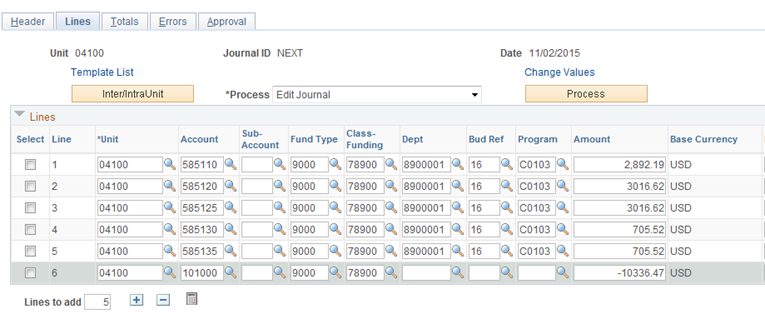 Header Lines Totals Errors Approval
Unit 04100 Journal ID NEXT Date 11/02/2015
Template List Change Values
Inter/IntraUnit *Process Edit Journal Process
Lines
Select Line *Unit Account Sub-Account Fund Type Class-Funding Dept Bud Ref Program Amount Base Currency
1 04100 585110 9000 78900 8900001 16 C0103 2,892.19 USD
2 04100 585120 9000 78900 8900001 16 C0103 3016.62 USD
3 04100 585125 9000 78900 8900001 16 C0103 3016.62 USD
4 04100 585130 9000 78900 8900001 16 C0103 705.52 USD
5 04100 585135 9000 78900 8900001 16 C0103 705.52 USD
6 04100 101000 9000 78900 -10336.47 USD
Lines to add 5